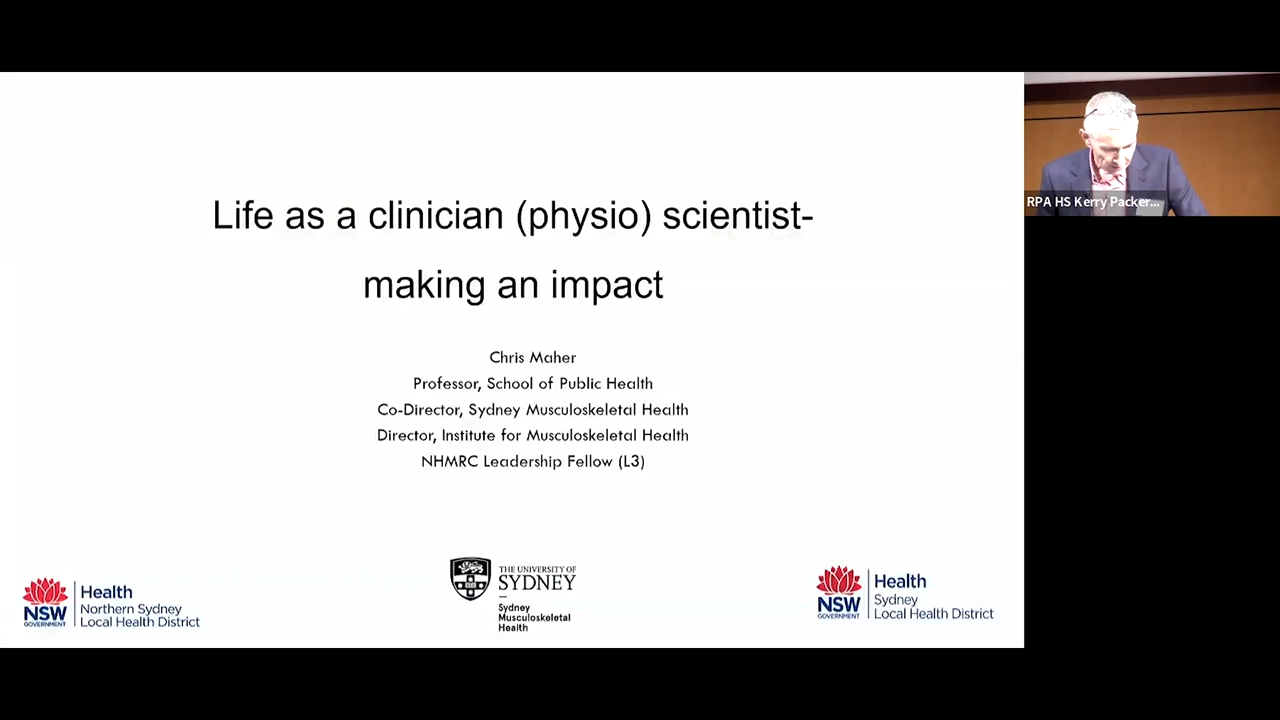 Life as a clinician (physio) scientist-
making an impact
Chris Maher
Professor, School of Public Health
Co-Director, Sydney Musculoskeletal Health
Director, Institute for Musculoskeletal Health
NHMRC Leadership Fellow (L3)
NSW
GOVERNMENT
Health
Northern Sydney
Local Health District
THE UNIVERSITY OF
SYDNEY
Sydney
Musculoskeletal
Health
NSW
GOVERNMENT
Health
Sydney
Local Health District
RPA HS Kerry Packer...